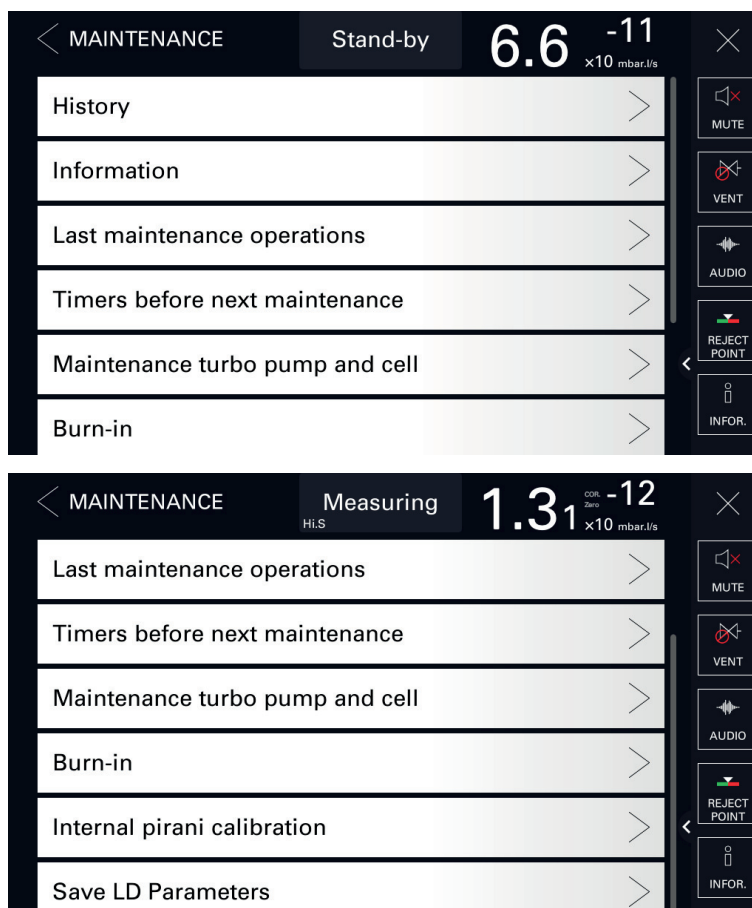 MAINTENANCE
Stand-by
6.6 ×10 -11 mbar.l/s
History
MUTE
Information
VENT
Last maintenance operations
AUDIO
Timers before next maintenance
REJECT
POINT
Maintenance turbo pump and cell
INFOR.
Burn-in
MAINTENANCE
Measuring
Hi.S
1.31 COR. Zero ×10 -12 mbar.l/s
Last maintenance operations
MUTE
Timers before next maintenance
VENT
Maintenance turbo pump and cell
AUDIO
Burn-in
REJECT
POINT
Internal pirani calibration
INFOR.
Save LD Parameters